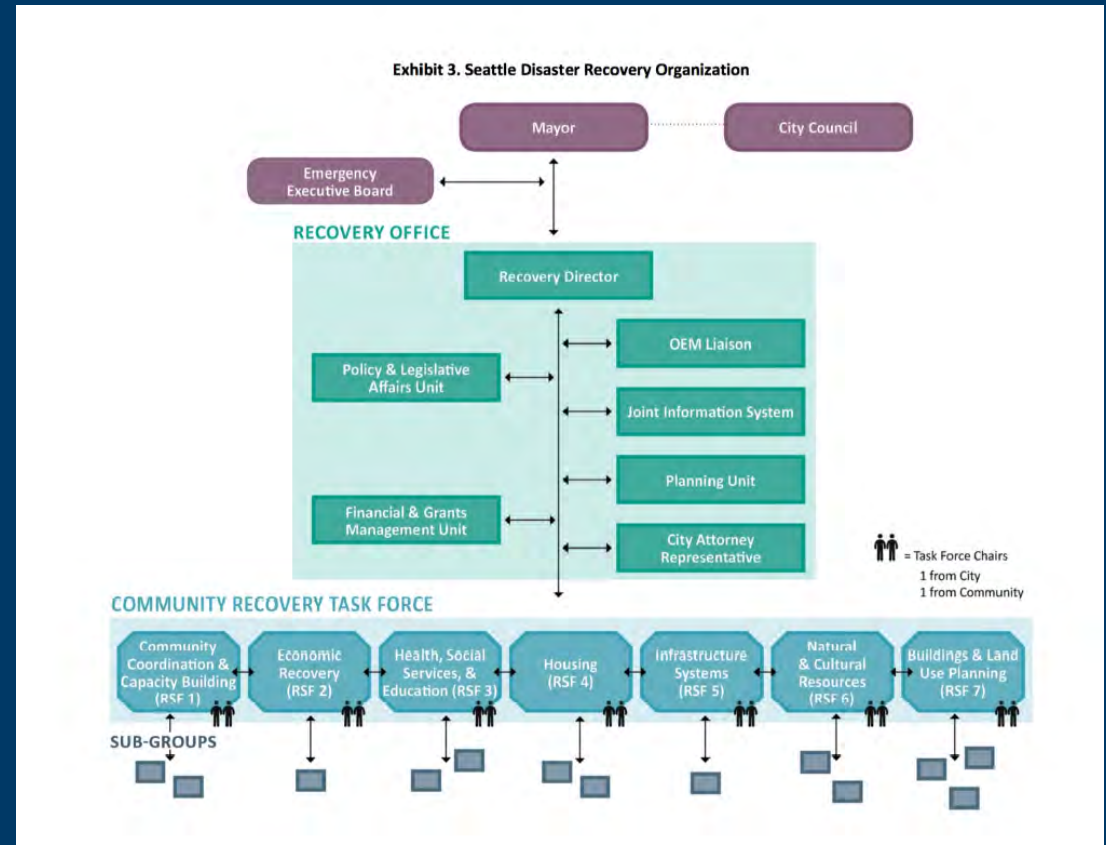 Exhibit 3. Seattle Disaster Recovery Organization
Mayor
City Council
Emergency
Executive Board
RECOVERY OFFICE
Recovery Director
OEM Liaison
Policy & Legislative
Affairs Unit
Joint Information System
Planning Unit
Financial & Grants
Management Unit
City Attorney
Representative
= Task Force Chairs
1 from City
1 from Community
COMMUNITY RECOVERY TASK FORCE
Community
Coordination &
Capacity Building
(RSF 1)
Economic
Recovery
(RSF 2)
Health, Social
Services, &
Education (RSF 3)
Housing
(RSF 4)
Infrastructure
Systems
(RSF 5)
Natural
& Cultural
Resources
(RSF 6)
Buildings & Land
Use Planning
(RSF 7)
SUB-GROUPS